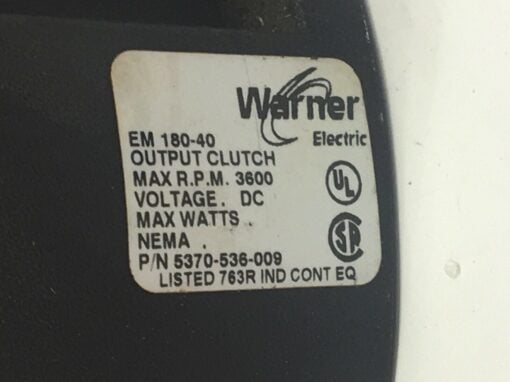 Warner
Electric
EM 180-40
OUTPUT CLUTCH
MAX R.P.M. 3600
VOLTAGE . DC
MAX WATTS .
NEMA .
P/N 5370-536-009
LISTED 763R IND CONT EQ
UL
SA